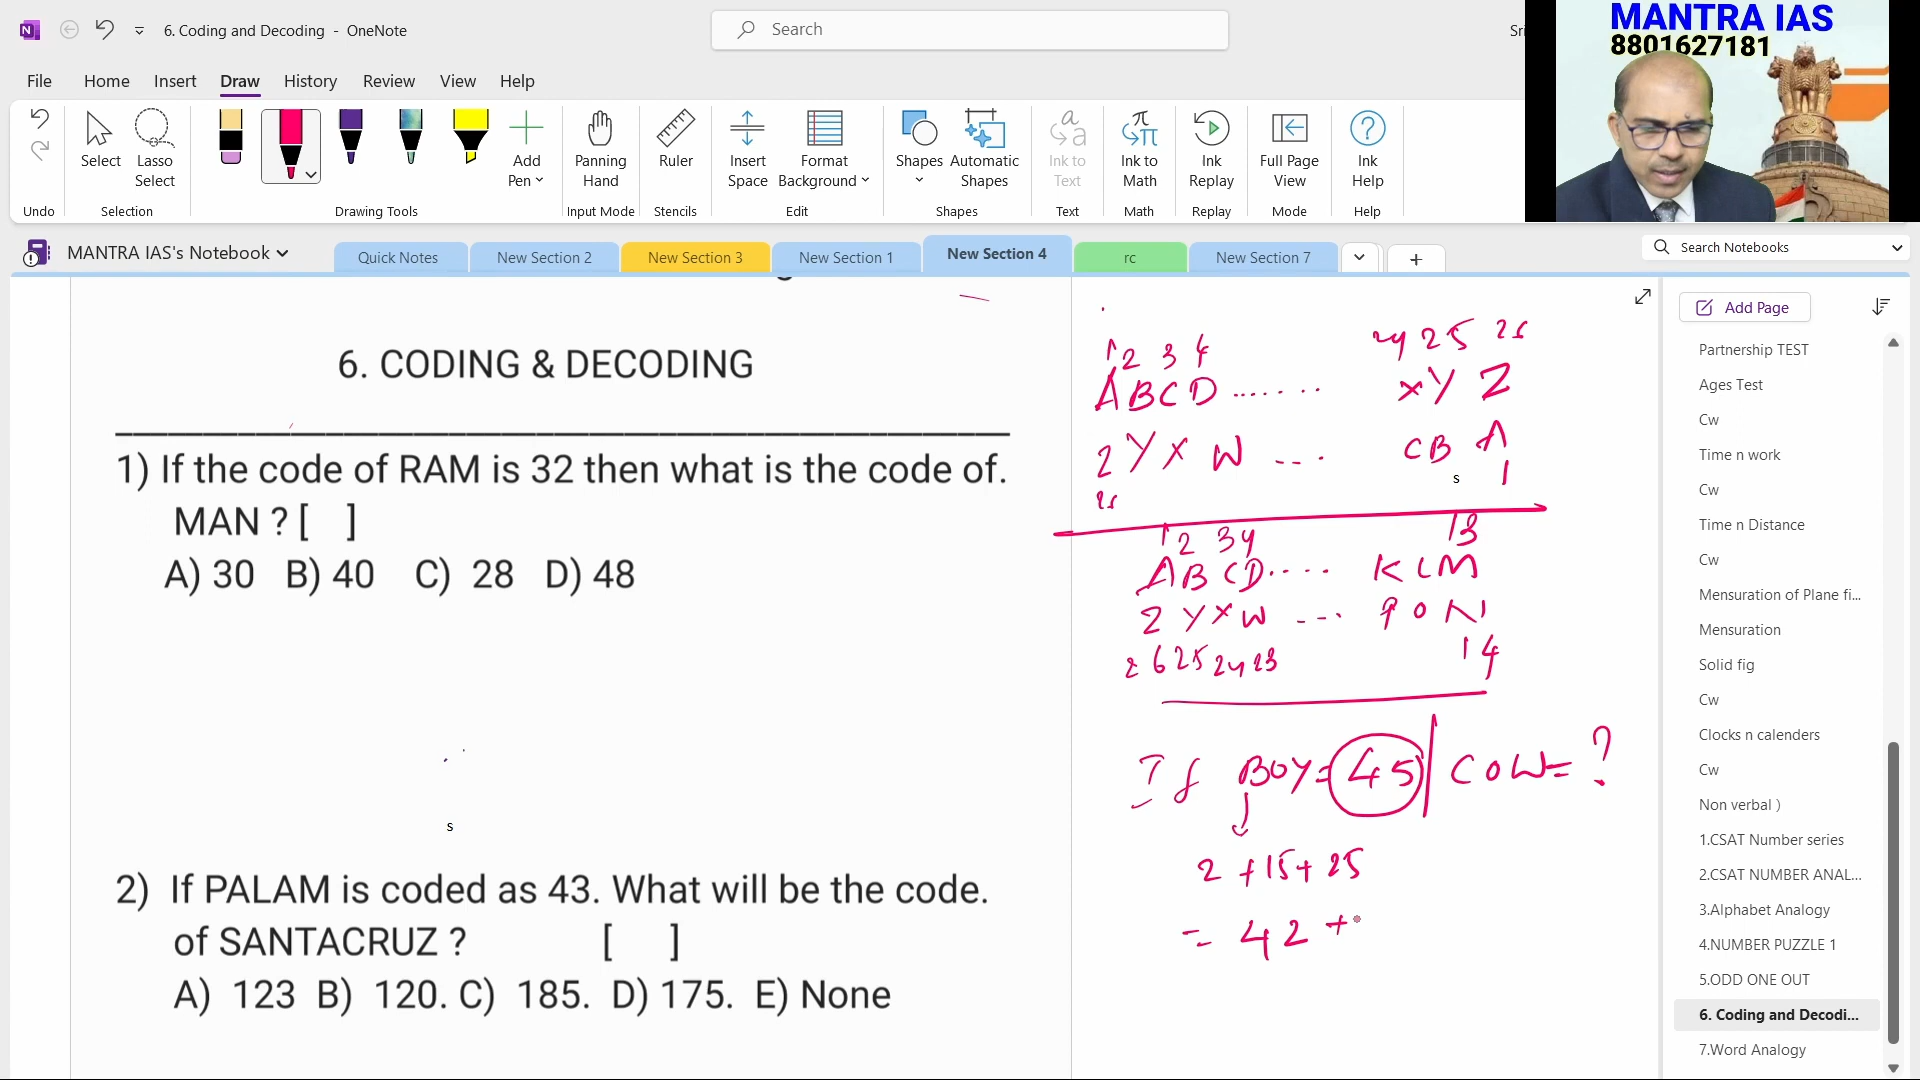 6. Coding and Decoding - OneNote
Search
Sri
MANTRA IAS
8801627181
File Home Insert Draw History Review View Help
Select
Lasso Select
Add Pen
Panning Hand
Ruler
Insert Space
Format Background
Shapes
Automatic Shapes
Ink to Text
Ink to Math
Ink Replay
Full Page View
Ink Help
Undo Selection Drawing Tools Input Mode Stencils Edit Shapes Text Math Replay Mode Help
MANTRA IAS's Notebook
Quick Notes New Section 2 New Section 3 New Section 1 New Section 4 rc New Section 7
Search Notebooks
6. CODING & DECODING
1) If the code of RAM is 32 then what is the code of.
MAN ? [ ]
A) 30 B) 40 C) 28 D) 48
s
2) If PALAM is coded as 43. What will be the code.
of SANTACRUZ ? [ ]
A) 123 B) 120. C) 185. D) 175. E) None
1 2 3 4 24 25 26
A B C D ....... X Y Z
Z Y X W ... C B A
s
26 1
1 2 3 4 13
A B C D .... K L M
Z Y X W ... P O N
26 25 24 23 14
If BOY = 45 | COW = ?
2 + 15 + 25
= 42 +
Add Page
Partnership TEST
Ages Test
Cw
Time n work
Cw
Time n Distance
Cw
Mensuration of Plane fi...
Mensuration
Solid fig
Cw
Clocks n calenders
Cw
Non verbal )
1.CSAT Number series
2.CSAT NUMBER ANAL...
3.Alphabet Analogy
4.NUMBER PUZZLE 1
5.ODD ONE OUT
6. Coding and Decodi...
7.Word Analogy